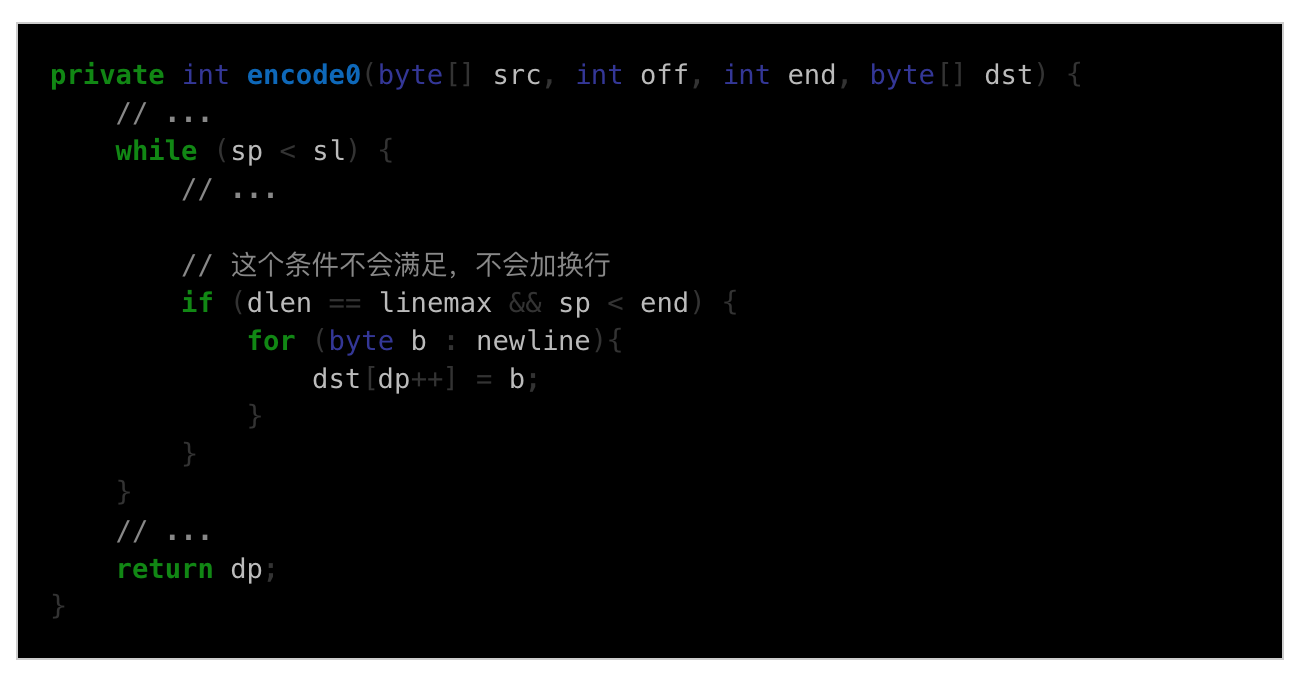 private int encode0(byte[] src, int off, int end, byte[] dst) {
    // ...
    while (sp < sl) {
        // ...

        // 这个条件不会满足，不会加换行
        if (dlen == linemax && sp < end) {
            for (byte b : newline){
                dst[dp++] = b;
            }
        }
    }
    // ...
    return dp;
}